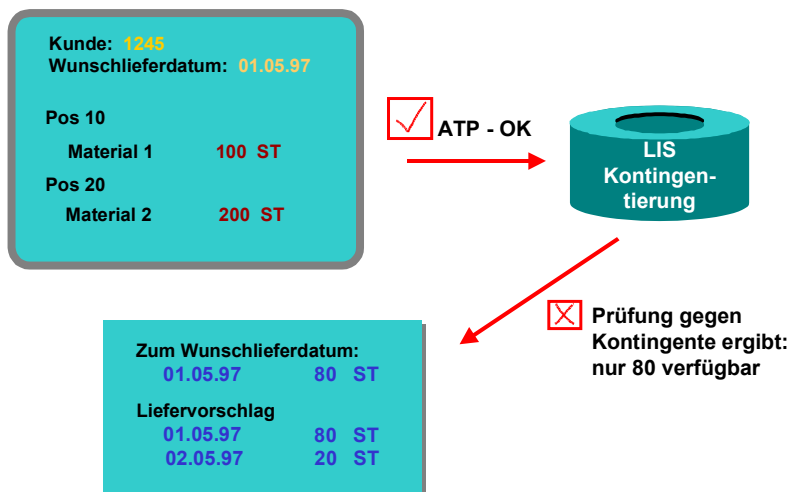 Kunde: 1245
Wunschlieferdatum: 01.05.97
Pos 10
Material 1 100 ST
Pos 20
Material 2 200 ST
ATP - OK
LIS
Kontingen-
tierung
Prüfung gegen
Kontingente ergibt:
nur 80 verfügbar
Zum Wunschlieferdatum:
01.05.97 80 ST
Liefervorschlag
01.05.97 80 ST
02.05.97 20 ST